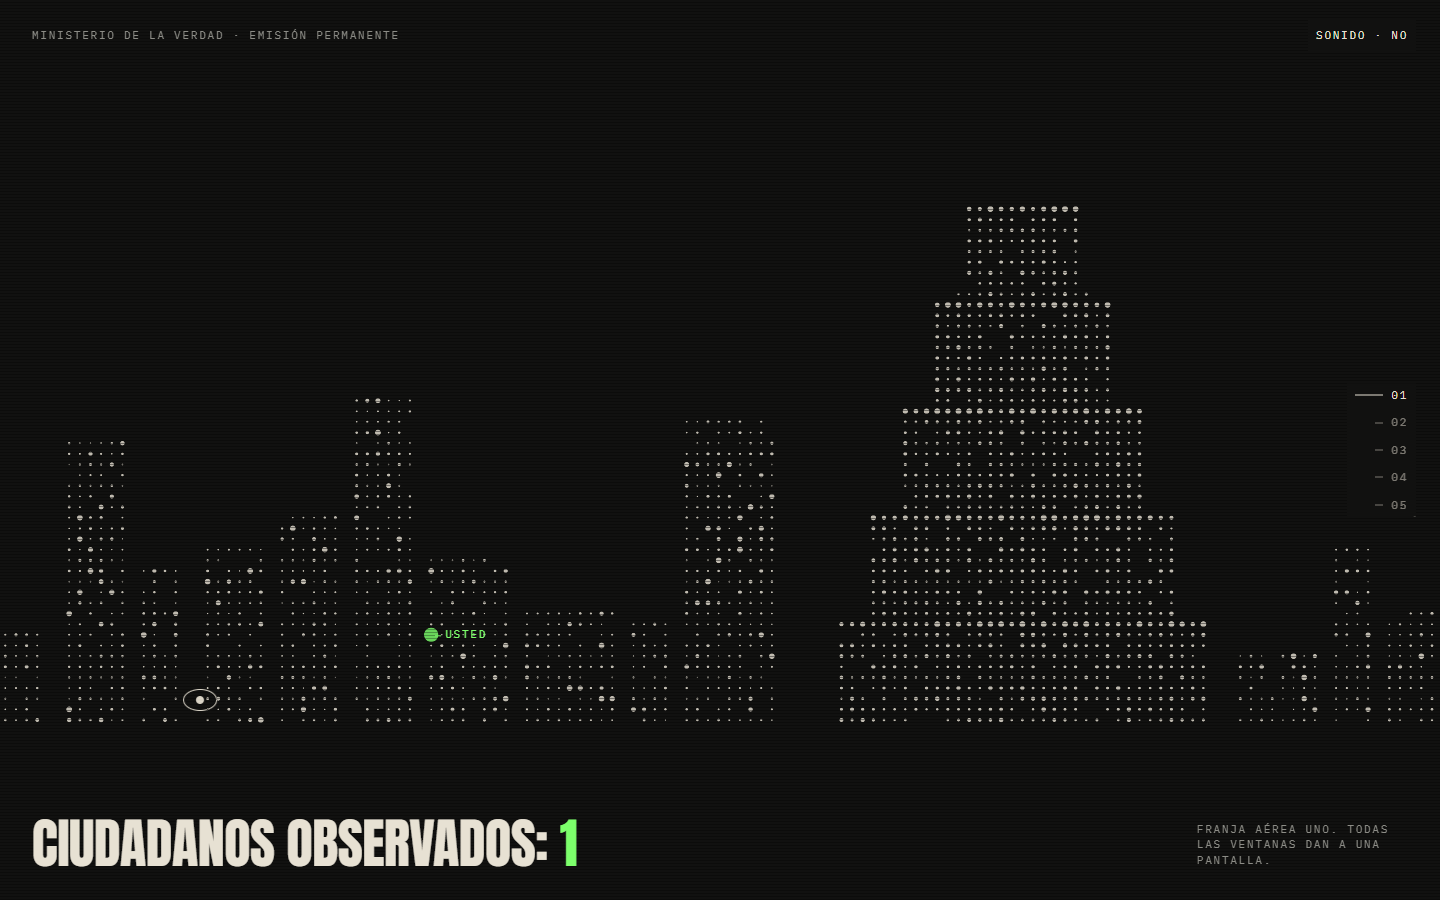 MINISTERIO DE LA VERDAD · EMISIÓN PERMANENTE
SONIDO · NO
01
02
03
04
05
USTED
CIUDADANOS OBSERVADOS: 1
FRANJA AÉREA UNO. TODAS
LAS VENTANAS DAN A UNA
PANTALLA.